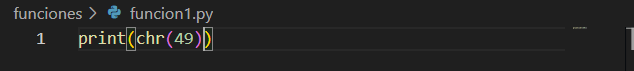 funciones > funcion1.py
1 print(chr(49))